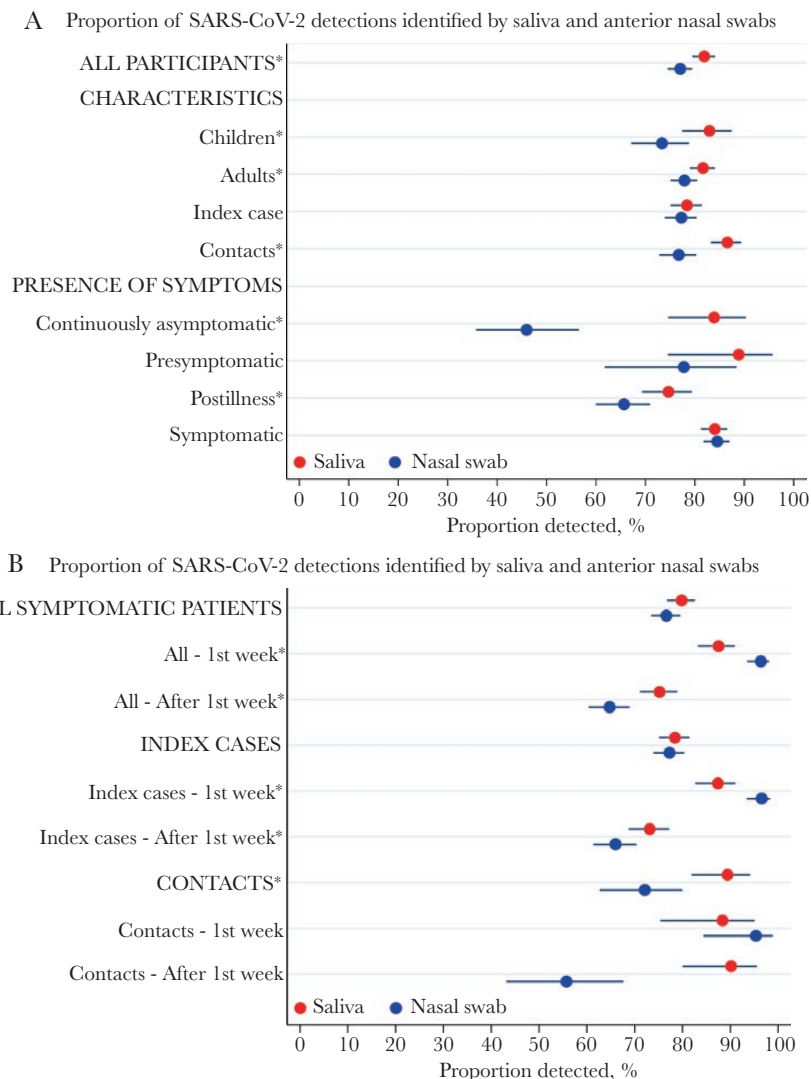 A Proportion of SARS-CoV-2 detections identified by saliva and anterior nasal swabs
ALL PARTICIPANTS*
CHARACTERISTICS
Children*
Adults*
Index case
Contacts*
PRESENCE OF SYMPTOMS
Continuously asymptomatic*
Presymptomatic
Postillness*
Symptomatic
Saliva Nasal swab
0 10 20 30 40 50 60 70 80 90 100
Proportion detected, %
B Proportion of SARS-CoV-2 detections identified by saliva and anterior nasal swabs
L SYMPTOMATIC PATIENTS
All - 1st week*
All - After 1st week*
INDEX CASES
Index cases - 1st week*
Index cases - After 1st week*
CONTACTS*
Contacts - 1st week
Contacts - After 1st week
Saliva Nasal swab
0 10 20 30 40 50 60 70 80 90 100
Proportion detected, %